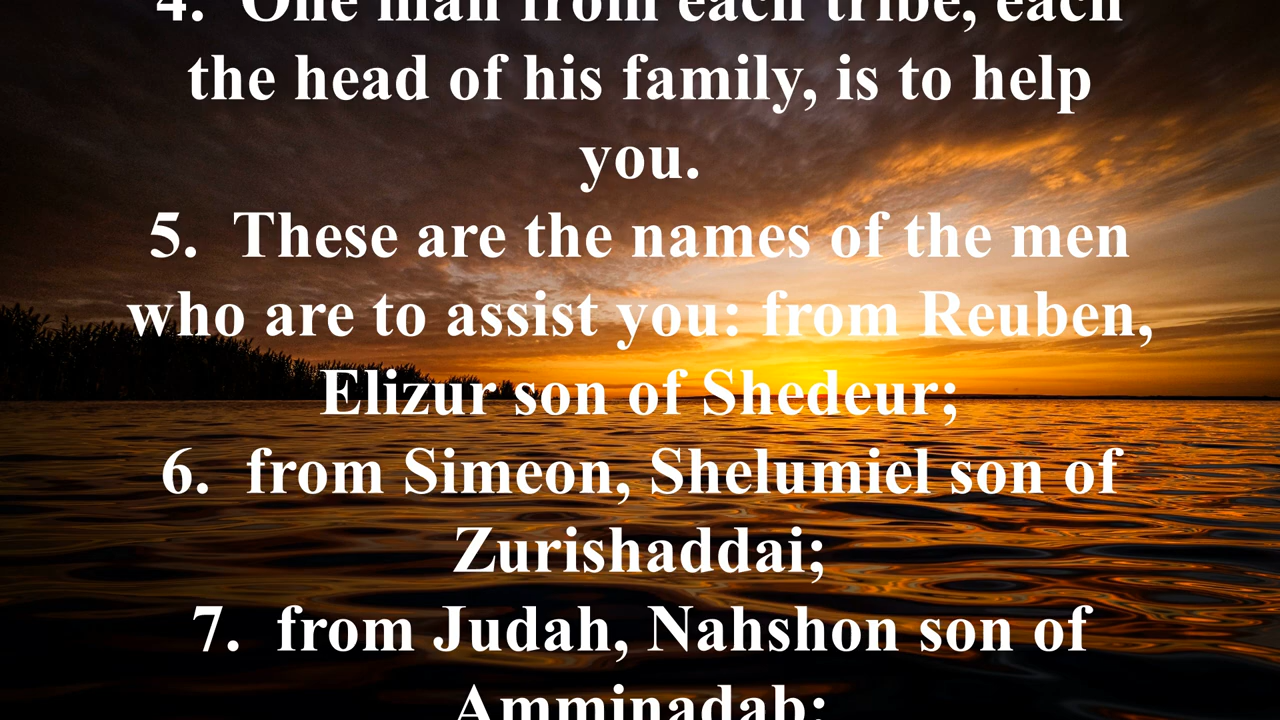 4.  One man from each tribe, each
the head of his family, is to help
you.
5.  These are the names of the men
who are to assist you: from Reuben,
Elizur son of Shedeur;
6.  from Simeon, Shelumiel son of
Zurishaddai;
7.  from Judah, Nahshon son of
Amminadab;